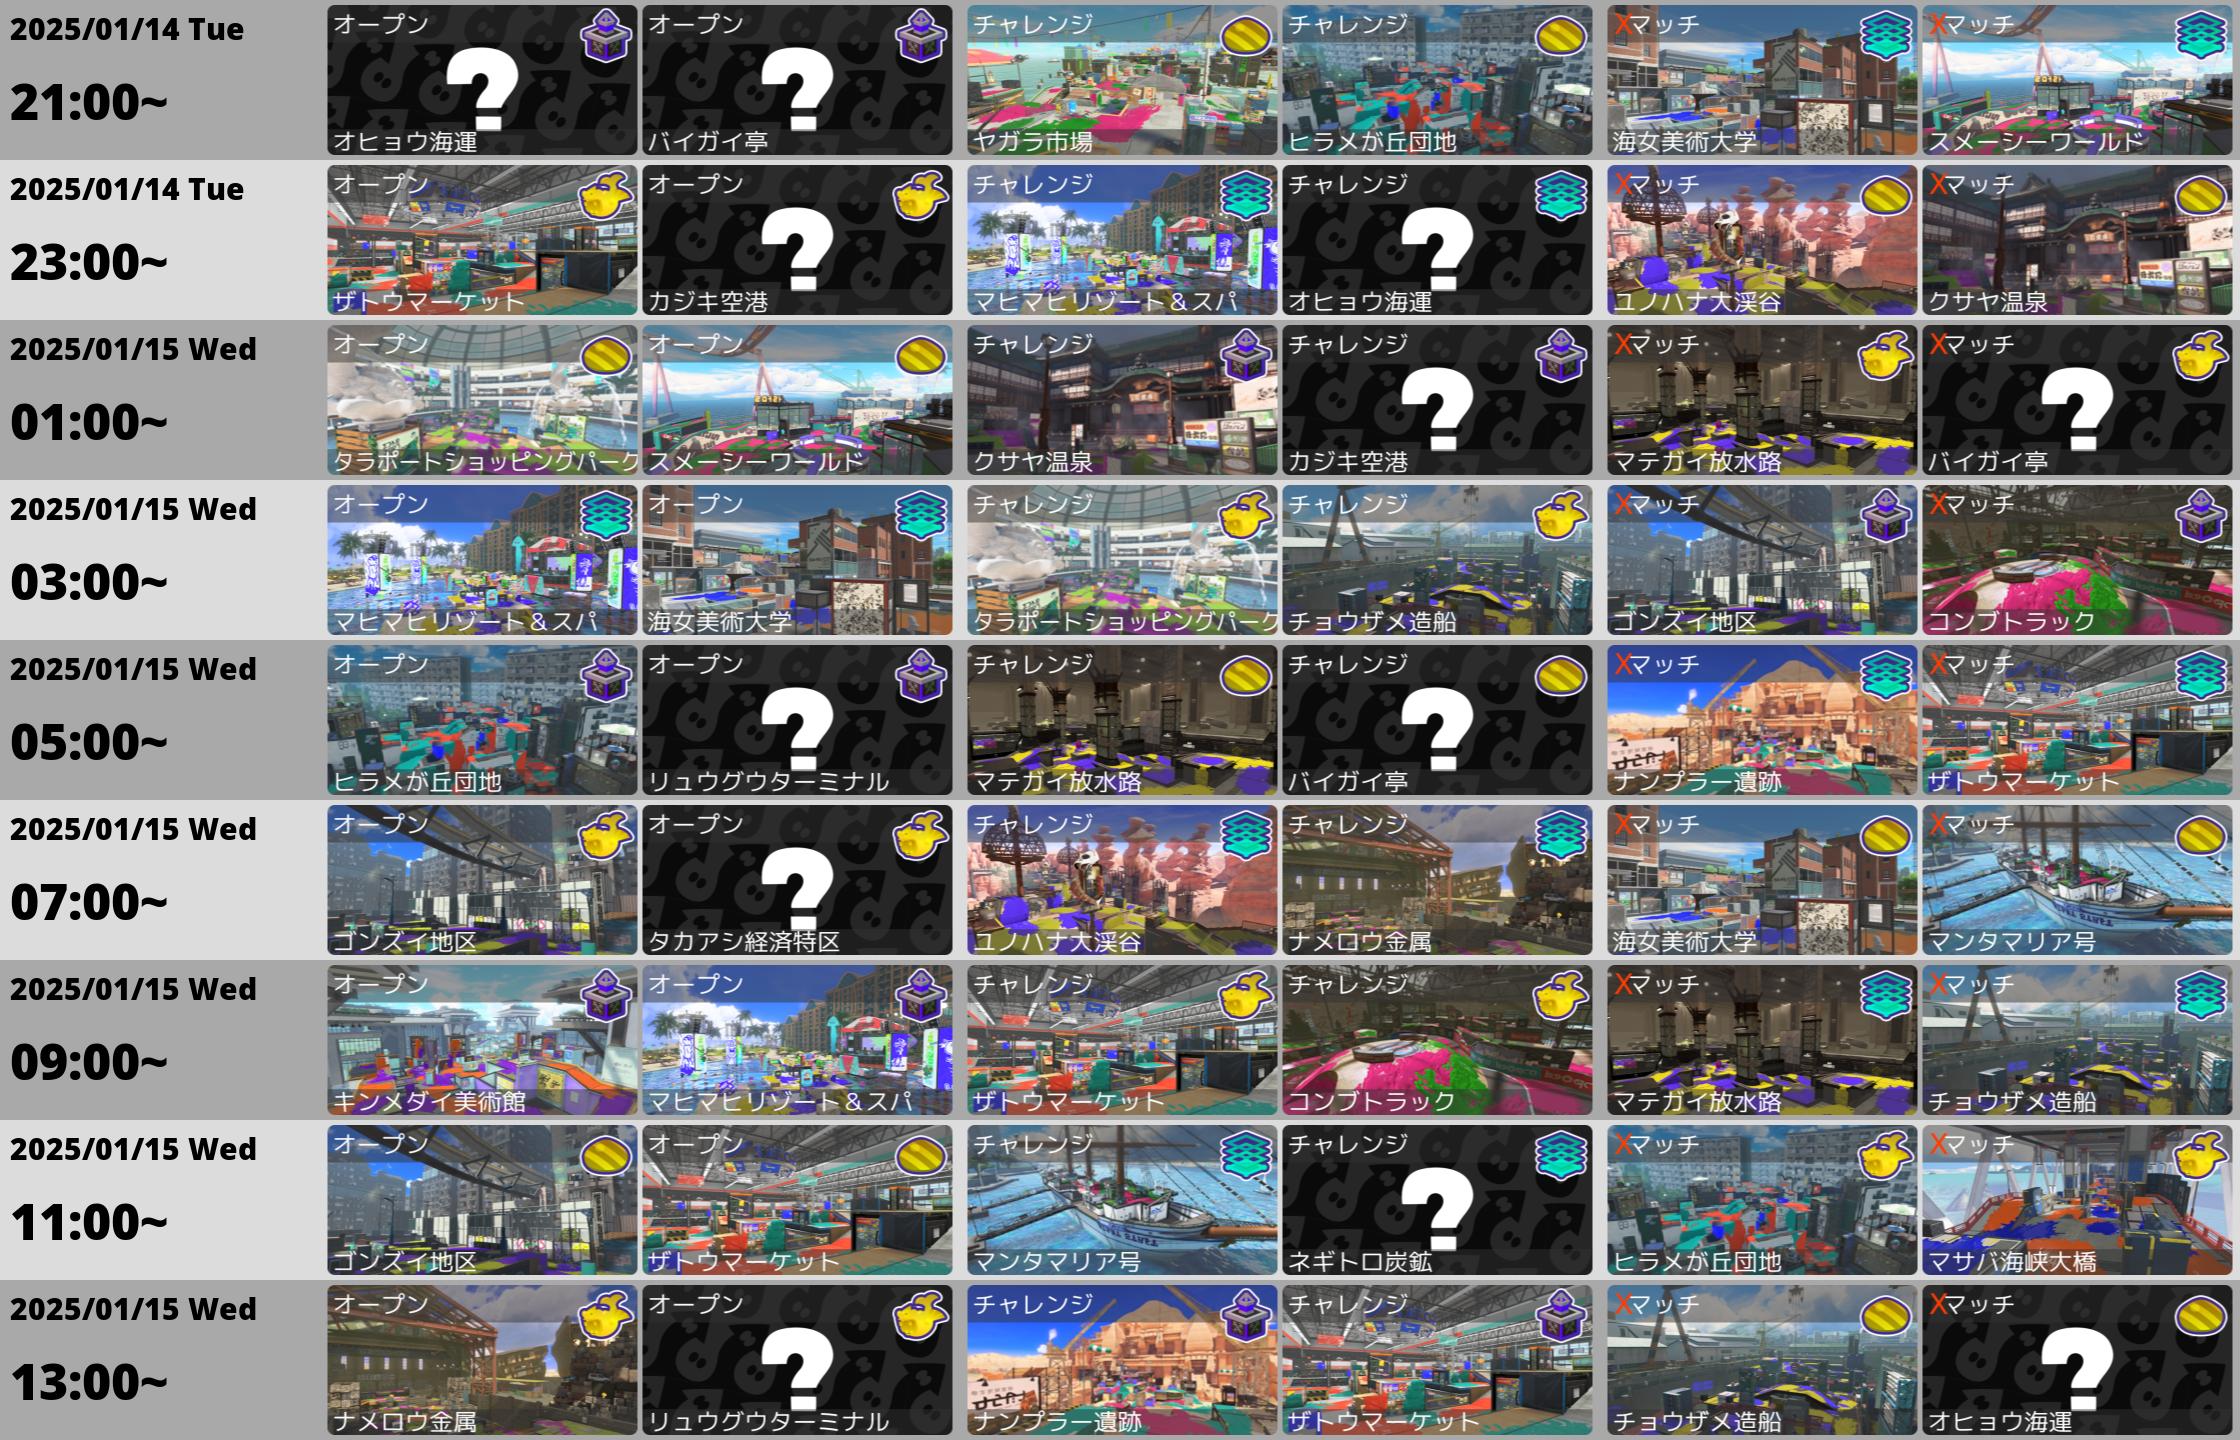 2025/01/14 Tue
21:00~
オープン
オヒョウ海運
オープン
バイガイ亭
チャレンジ
ヤガラ市場
チャレンジ
ヒラメが丘団地
Xマッチ
海女美術大学
Xマッチ
スメーシーワールド
2025/01/14 Tue
23:00~
オープン
ザトウマーケット
オープン
カジキ空港
チャレンジ
マヒマヒリゾート＆スパ
チャレンジ
オヒョウ海運
Xマッチ
ユノハナ大渓谷
Xマッチ
クサヤ温泉
2025/01/15 Wed
01:00~
オープン
タラポートショッピングパーク
オープン
スメーシーワールド
チャレンジ
クサヤ温泉
チャレンジ
カジキ空港
Xマッチ
マテガイ放水路
Xマッチ
バイガイ亭
2025/01/15 Wed
03:00~
オープン
マヒマヒリゾート＆スパ
オープン
海女美術大学
チャレンジ
タラポートショッピングパーク
チャレンジ
チョウザメ造船
Xマッチ
ゴンズイ地区
Xマッチ
コンブトラック
2025/01/15 Wed
05:00~
オープン
ヒラメが丘団地
オープン
リュウグウターミナル
チャレンジ
マテガイ放水路
チャレンジ
バイガイ亭
Xマッチ
ナンプラー遺跡
Xマッチ
ザトウマーケット
2025/01/15 Wed
07:00~
オープン
ゴンズイ地区
オープン
タカアシ経済特区
チャレンジ
ユノハナ大渓谷
チャレンジ
ナメロウ金属
Xマッチ
海女美術大学
Xマッチ
マンタマリア号
2025/01/15 Wed
09:00~
オープン
キンメダイ美術館
オープン
マヒマヒリゾート＆スパ
チャレンジ
ザトウマーケット
チャレンジ
コンブトラック
Xマッチ
マテガイ放水路
Xマッチ
チョウザメ造船
2025/01/15 Wed
11:00~
オープン
ゴンズイ地区
オープン
ザトウマーケット
チャレンジ
マンタマリア号
チャレンジ
ネギトロ炭鉱
Xマッチ
ヒラメが丘団地
Xマッチ
マサバ海峡大橋
2025/01/15 Wed
13:00~
オープン
ナメロウ金属
オープン
リュウグウターミナル
チャレンジ
ナンプラー遺跡
チャレンジ
ザトウマーケット
Xマッチ
チョウザメ造船
Xマッチ
オヒョウ海運